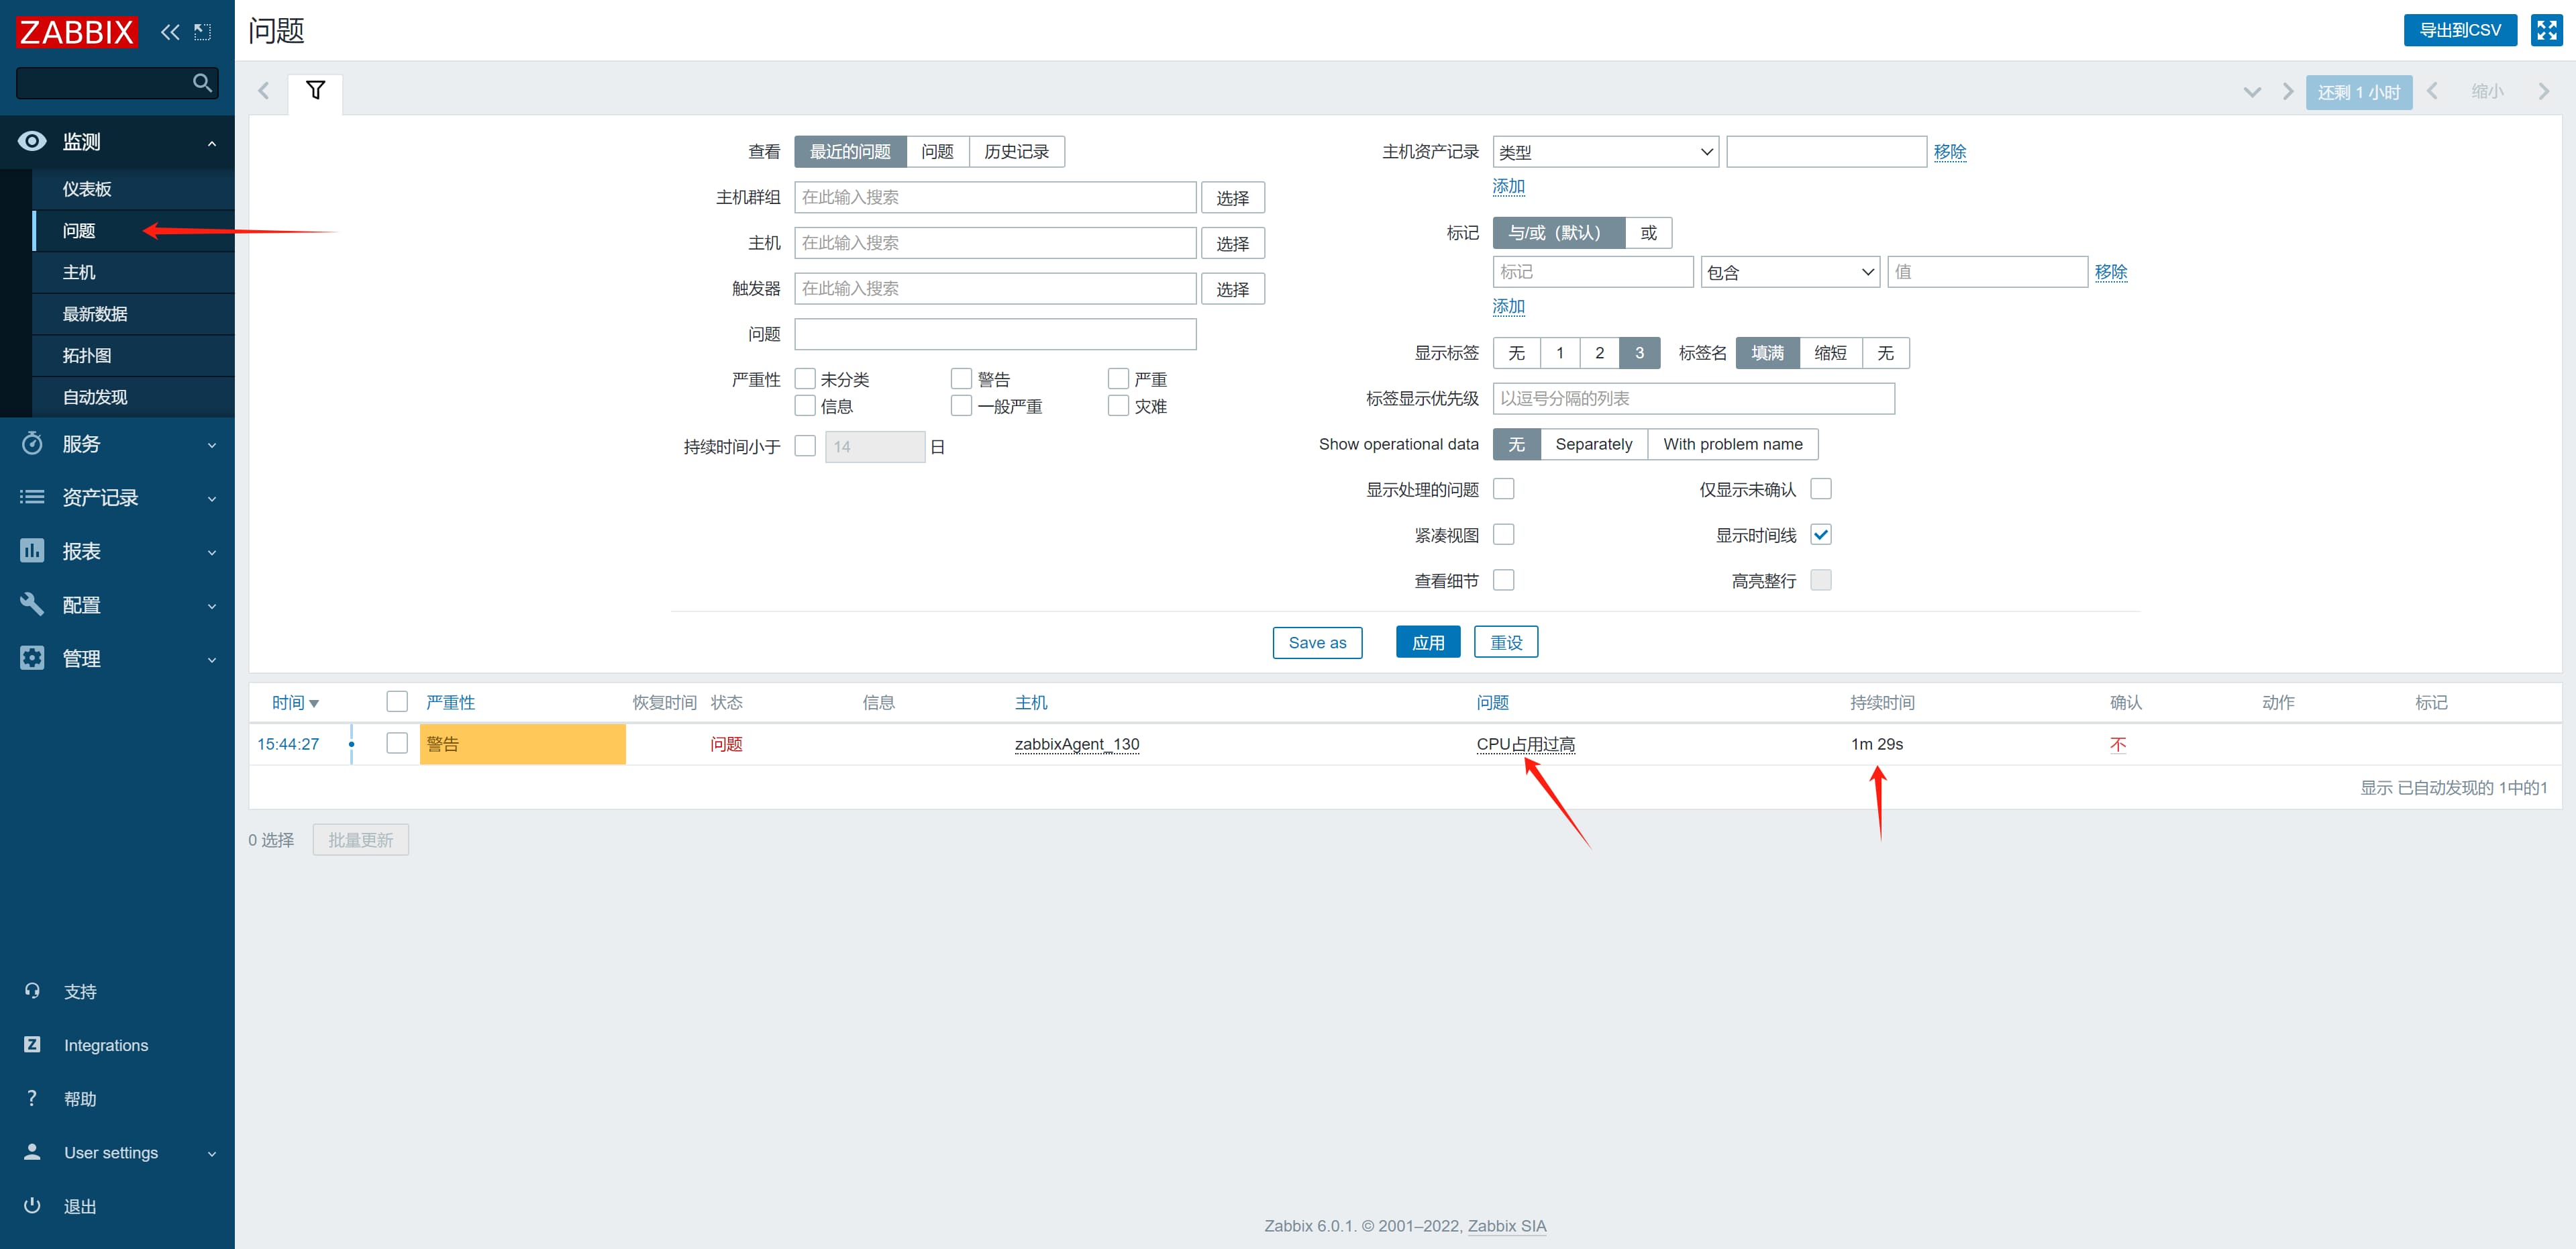 ZABBIX
监测
仪表板
问题
主机
最新数据
拓扑图
自动发现
服务
资产记录
报表
配置
管理
支持
Integrations
帮助
User settings
退出
问题
导出到CSV
还剩 1 小时
缩小
查看 最近的问题 问题 历史记录
主机群组 在此输入搜索 选择
主机 在此输入搜索 选择
触发器 在此输入搜索 选择
问题
严重性 未分类 警告 严重
信息 一般严重 灾难
持续时间小于 14 日
主机资产记录 类型 移除
添加
标记 与/或（默认） 或
标记 包含 值 移除
添加
显示标签 无 1 2 3 标签名 填满 缩短 无
标签显示优先级 以逗号分隔的列表
Show operational data 无 Separately With problem name
显示处理的问题 仅显示未确认
紧凑视图 显示时间线
查看细节 高亮整行
Save as 应用 重设
时间 严重性 恢复时间 状态 信息 主机 问题 持续时间 确认 动作 标记
15:44:27 警告 问题 zabbixAgent_130 CPU占用过高 1m 29s 不
显示 已自动发现的 1中的1
0 选择 批量更新
Zabbix 6.0.1. © 2001–2022, Zabbix SIA